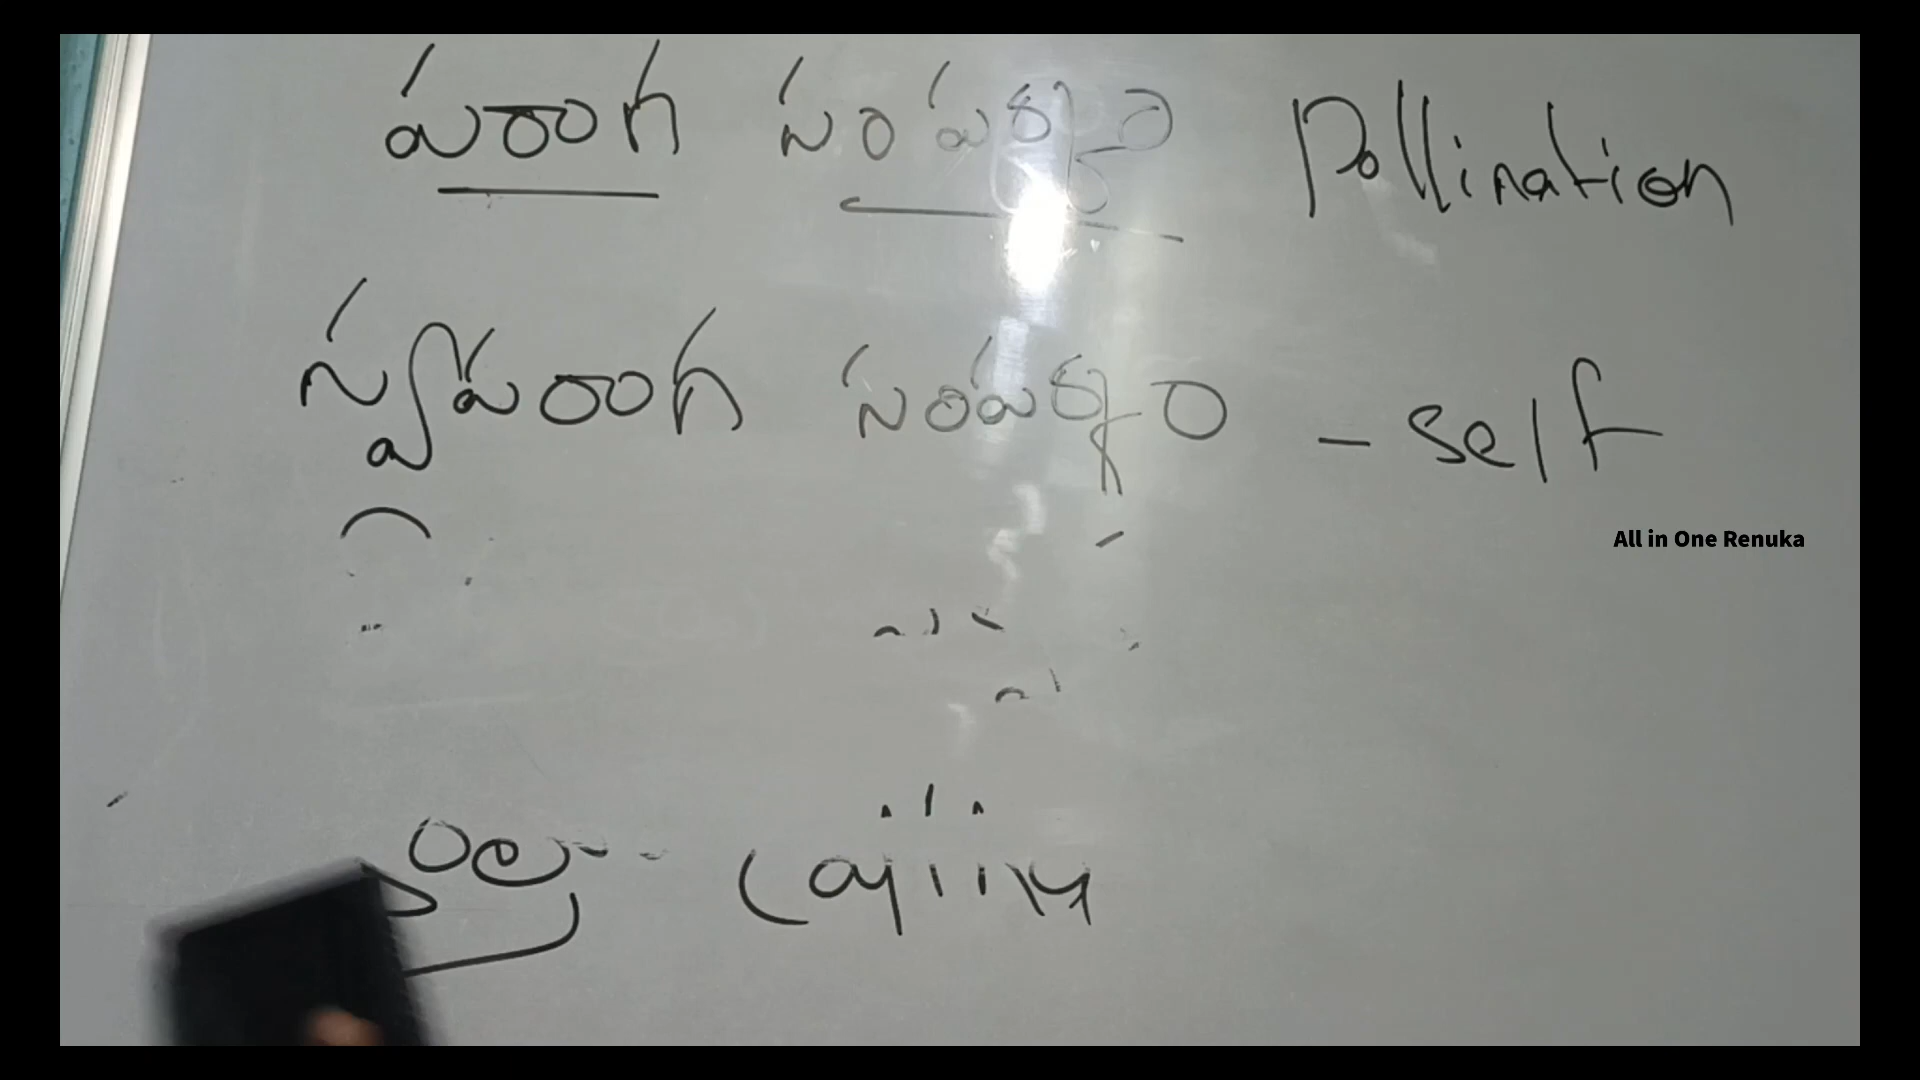 పరాగ సంపర్కం Pollination
స్వపరాగ సంపర్కం - self
All in One Renuka